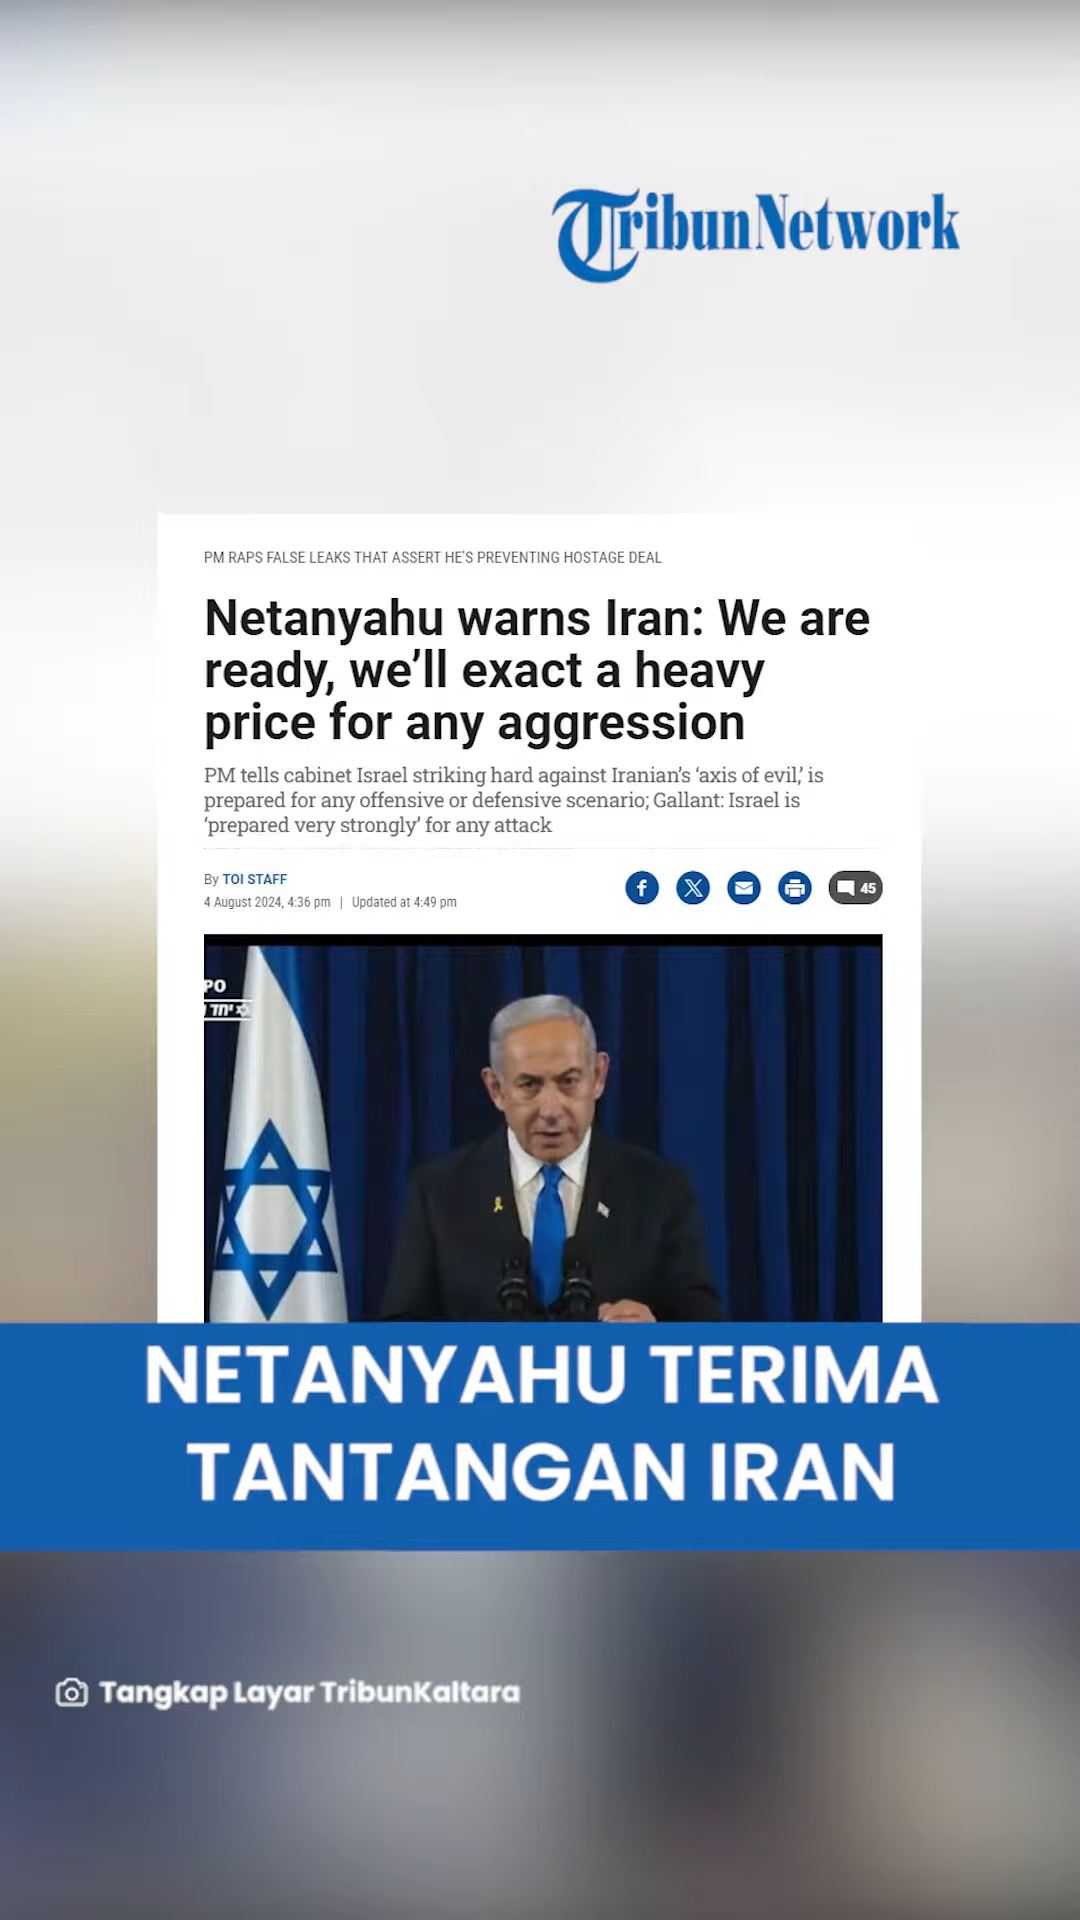 TribunNetwork
PM RAPS FALSE LEAKS THAT ASSERT HE'S PREVENTING HOSTAGE DEAL
Netanyahu warns Iran: We are
ready, we’ll exact a heavy
price for any aggression
PM tells cabinet Israel striking hard against Iranian’s ‘axis of evil,’ is
prepared for any offensive or defensive scenario; Gallant: Israel is
‘prepared very strongly’ for any attack
By TOI STAFF
4 August 2024, 4:36 pm | Updated at 4:49 pm
45
PO
יחד
NETANYAHU TERIMA
TANTANGAN IRAN
Tangkap Layar TribunKaltara